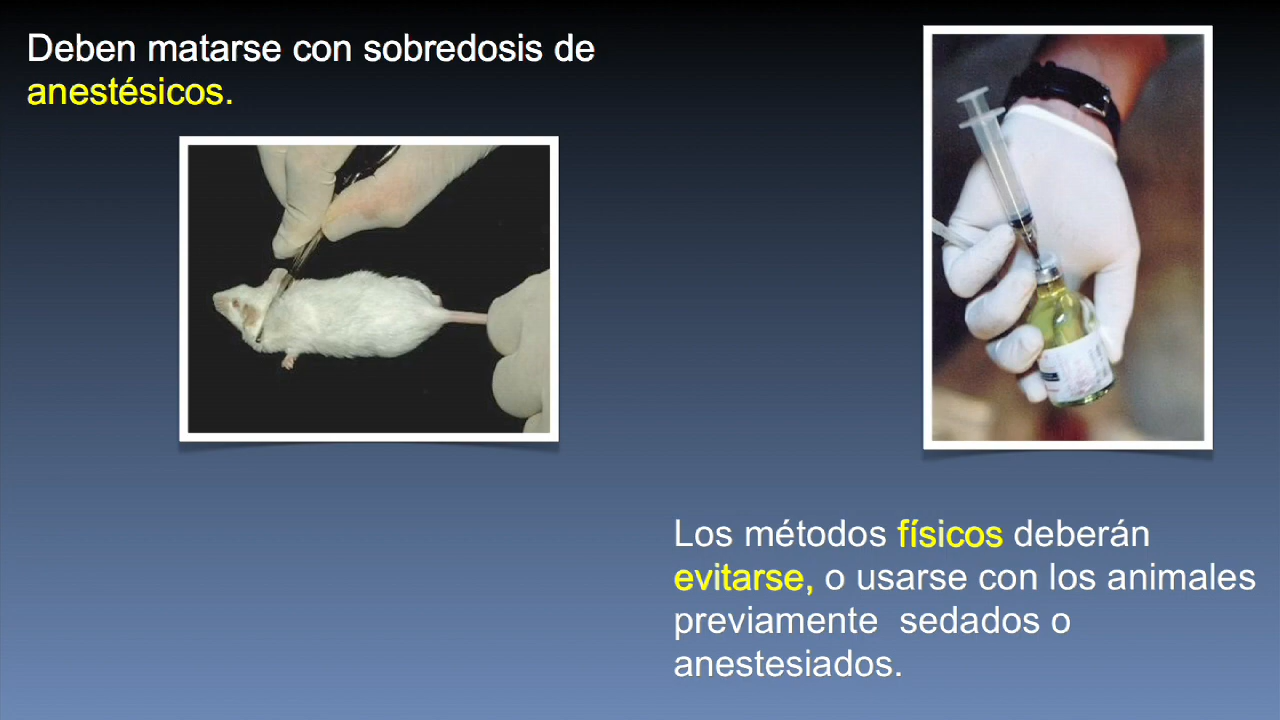 Deben matarse con sobredosis de
anestésicos.
Los métodos físicos deberán
evitarse, o usarse con los animales
previamente  sedados o
anestesiados.